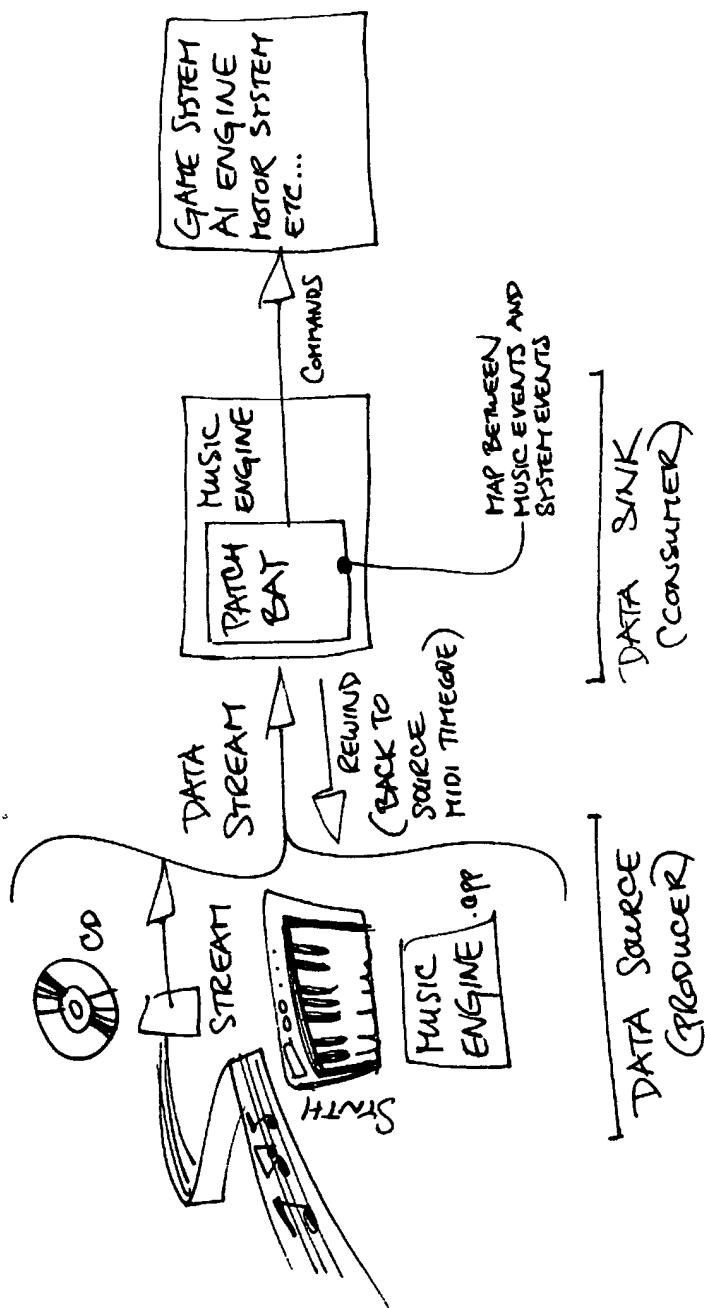 CD
STREAM
SYNTH
MUSIC
ENGINE .app
DATA
STREAM
REWIND
(BACK TO
SOURCE
MIDI TIMECODE)
PATCH
BAY
MUSIC
ENGINE
COMMANDS
GAME SYSTEM
AI ENGINE
MOTOR SYSTEM
ETC...
MAP BETWEEN
MUSIC EVENTS AND
SYSTEM EVENTS
DATA SOURCE
(PRODUCER)
DATA SINK
(CONSUMER)